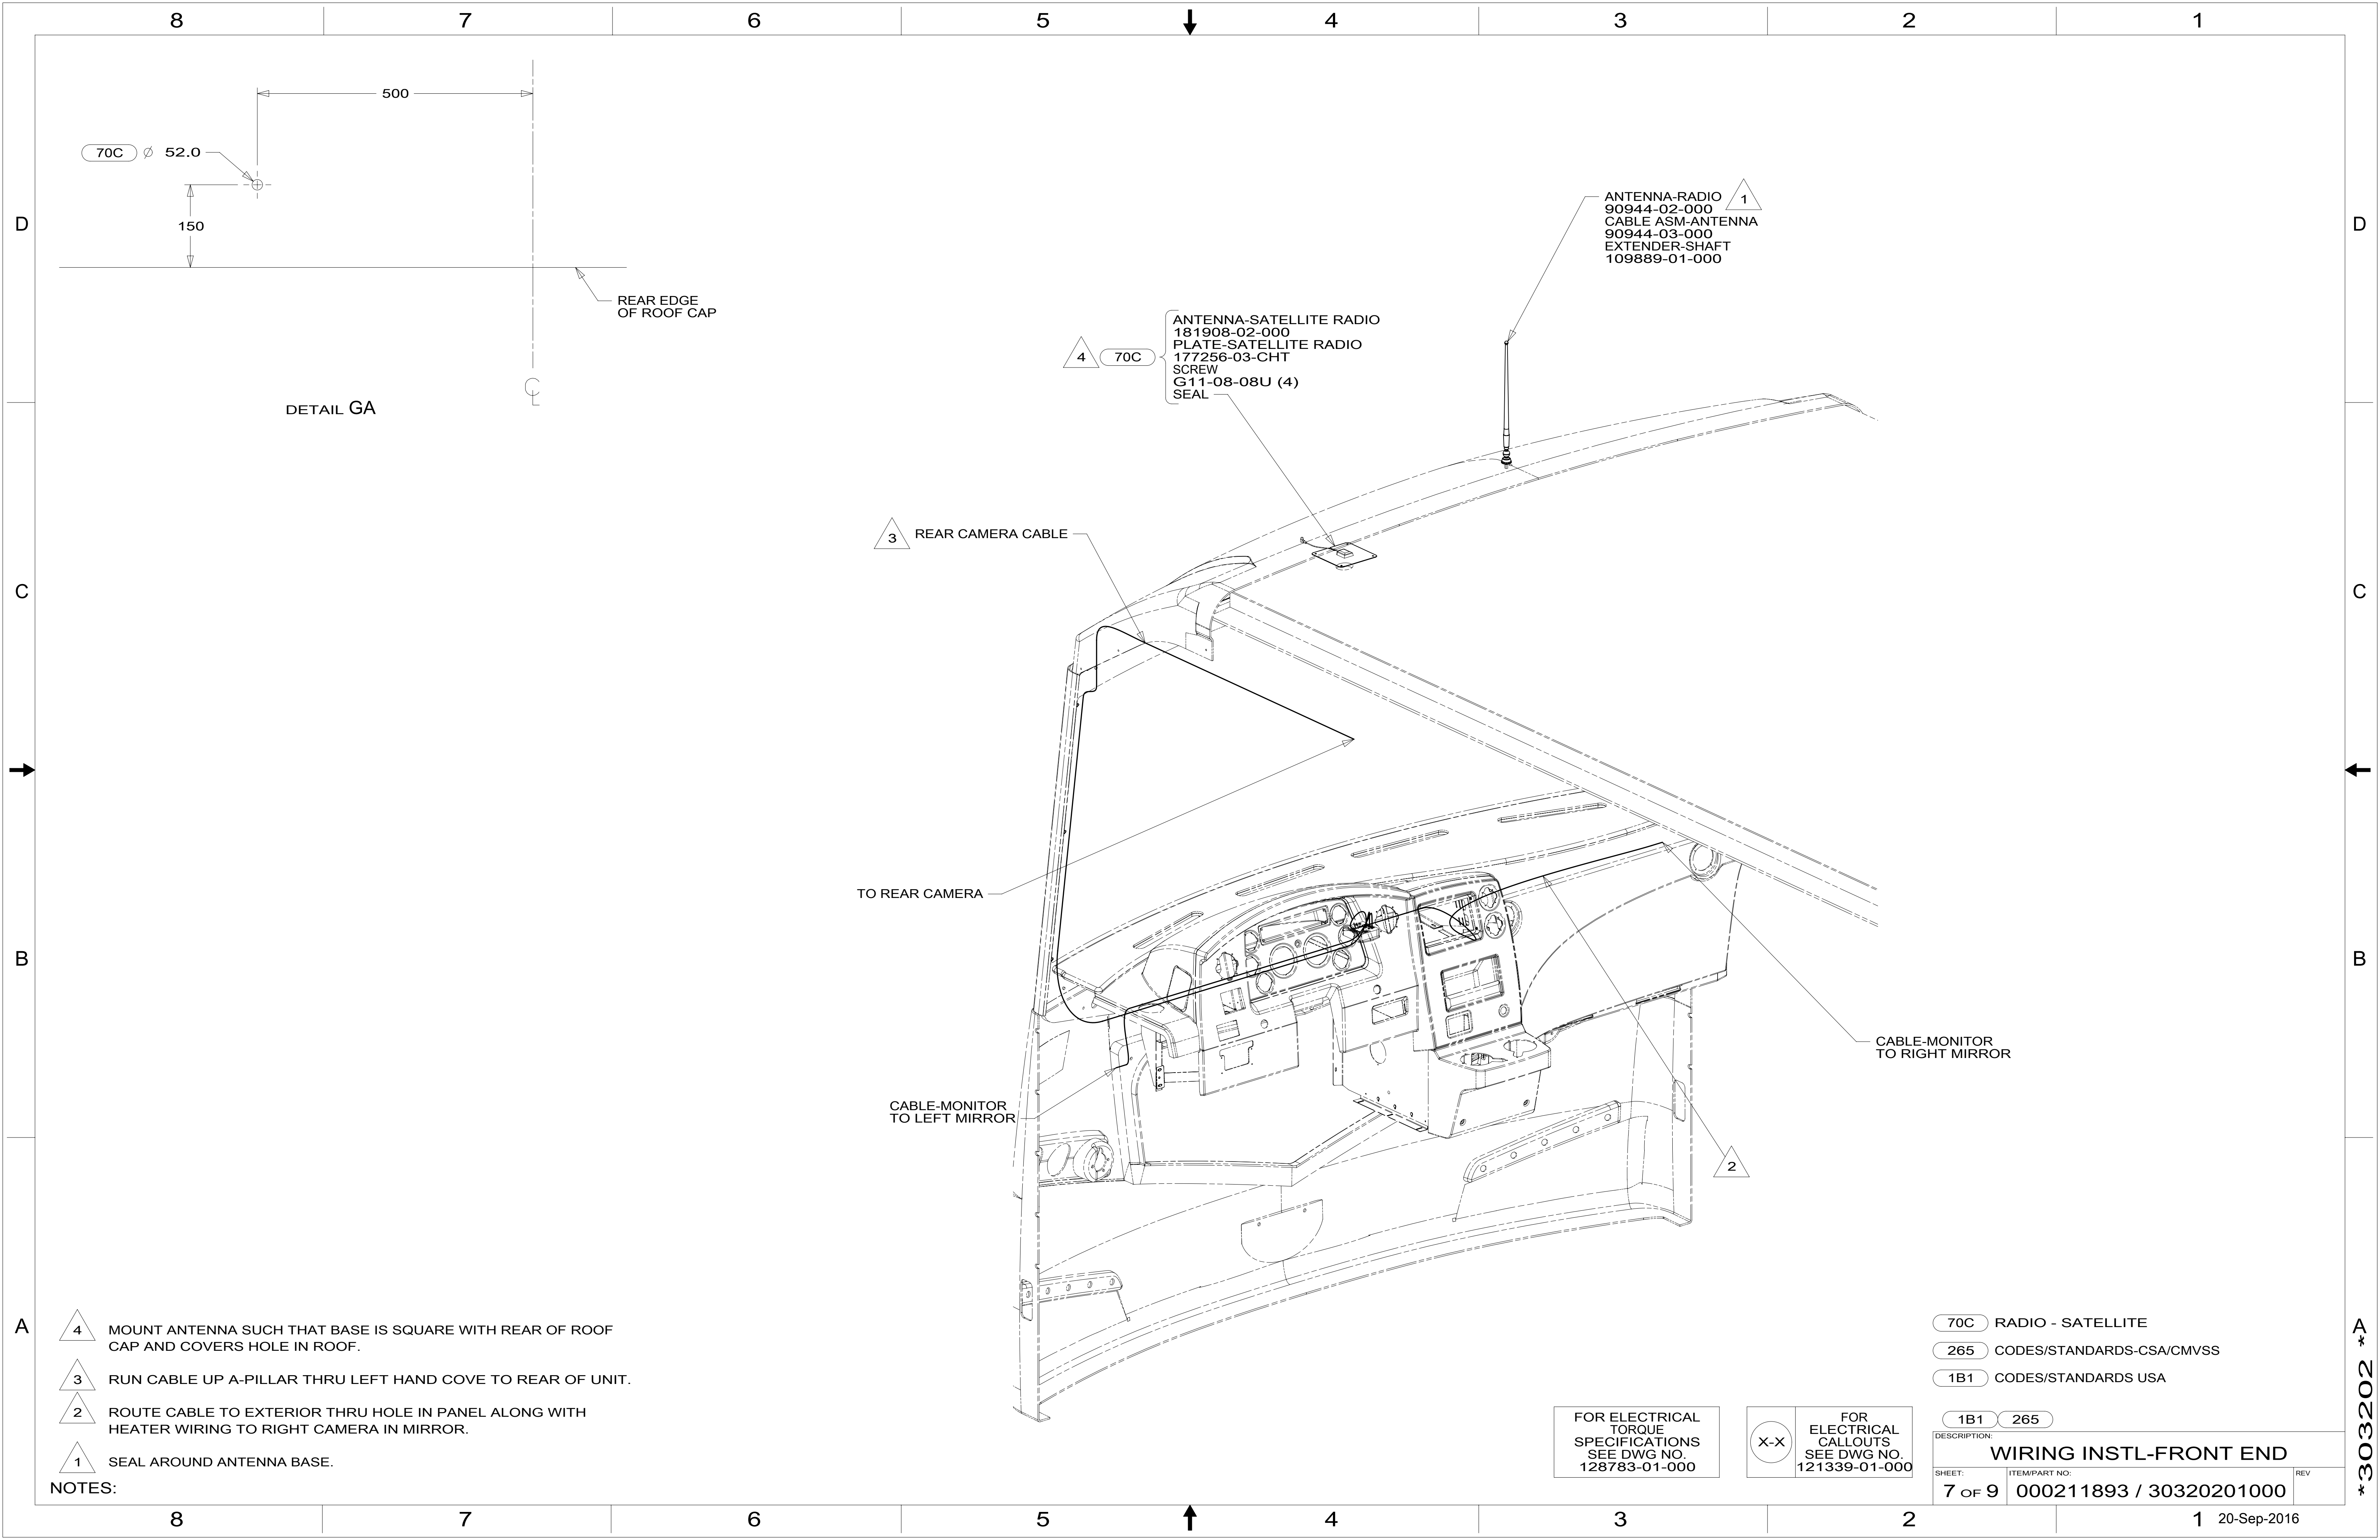 8 7 6 5 4 3 2 1
D
C
B
A
500
70C ⌀ 52.0
150
REAR EDGE
OF ROOF CAP
DETAIL GA
ANTENNA-RADIO
90944-02-000
CABLE ASM-ANTENNA
90944-03-000
EXTENDER-SHAFT
109889-01-000
1
4 70C
ANTENNA-SATELLITE RADIO
181908-02-000
PLATE-SATELLITE RADIO
177256-03-CHT
SCREW
G11-08-08U (4)
SEAL
3 REAR CAMERA CABLE
TO REAR CAMERA
CABLE-MONITOR
TO RIGHT MIRROR
CABLE-MONITOR
TO LEFT MIRROR
2
4 MOUNT ANTENNA SUCH THAT BASE IS SQUARE WITH REAR OF ROOF
CAP AND COVERS HOLE IN ROOF.
3 RUN CABLE UP A-PILLAR THRU LEFT HAND COVE TO REAR OF UNIT.
2 ROUTE CABLE TO EXTERIOR THRU HOLE IN PANEL ALONG WITH
HEATER WIRING TO RIGHT CAMERA IN MIRROR.
1 SEAL AROUND ANTENNA BASE.
NOTES:
FOR ELECTRICAL
TORQUE
SPECIFICATIONS
SEE DWG NO.
128783-01-000
X-X
FOR
ELECTRICAL
CALLOUTS
SEE DWG NO.
121339-01-000
70C RADIO - SATELLITE
265 CODES/STANDARDS-CSA/CMVSS
1B1 CODES/STANDARDS USA
1B1 265
DESCRIPTION:
WIRING INSTL-FRONT END
SHEET:
7 OF 9
ITEM/PART NO:
000211893 / 30320201000
REV
D
C
B
A
*303202*
8 7 6 5 4 3 2 1
20-Sep-2016